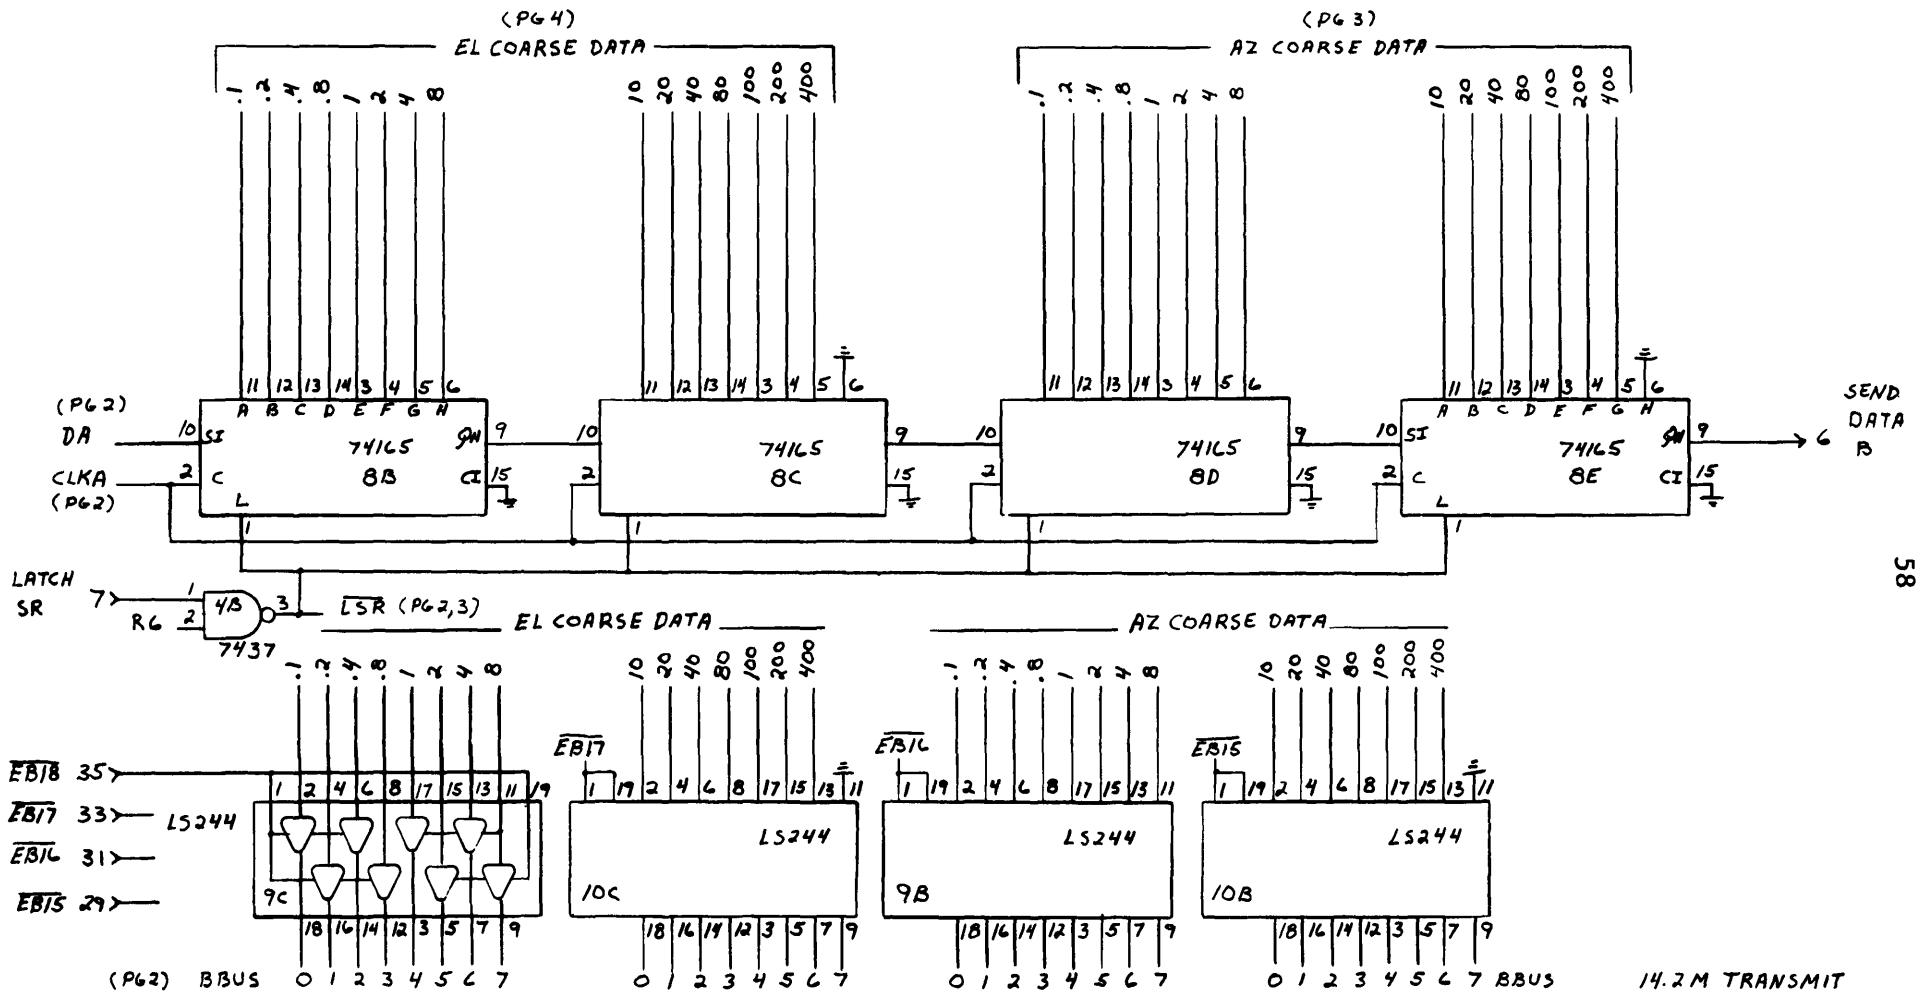 (PG 4)
EL COARSE DATA
.1 .2 .4 .8 1 2 4 8
10 20 40 80 100 200 400
(PG 3)
AZ COARSE DATA
.1 .2 .4 .8 1 2 4 8
10 20 40 80 100 200 400
11 12 13 14 3 4 5 6
A B C D E F G H
11 12 13 14 3 4 5 6
11 12 13 14 3 4 5 6
11 12 13 14 3 4 5 6
A B C D E F G H
(PG2)
DA
10 SI 74165 QH 9
CLKA 2 C 8B CI 15
(PG2)
L
1
10 74165 9
2 8C 15
1
10 74165 9
2 8D 15
1
10 SI 74165 QH 9
2 C 8E CI 15
L
1
SEND
DATA
6 B
LATCH
SR 7
1
R6 2
4B 3
7437
LSR (PG2,3)
58
EL COARSE DATA
.1 .2 .4 .8 1 2 4 8
10 20 40 80 100 200 400
AZ COARSE DATA
.1 .2 .4 .8 1 2 4 8
10 20 40 80 100 200 400
EB18 35
EB17 33
EB16 31
EB15 29
1 2 4 6 8 17 15 13 11 19
LS244
9C
18 16 14 12 3 5 7 9
EB17
1 19 2 4 6 8 17 15 13 11
LS244
10C
18 16 14 12 3 5 7 9
EB16
1 19 2 4 6 8 17 15 13 11
LS244
9B
18 16 14 12 3 5 7 9
EB15
1 19 2 4 6 8 17 15 13 11
LS244
10B
18 16 14 12 3 5 7 9
(PG2) BBUS 0 1 2 3 4 5 6 7
0 1 2 3 4 5 6 7
0 1 2 3 4 5 6 7
0 1 2 3 4 5 6 7 BBUS
14.2M TRANSMIT